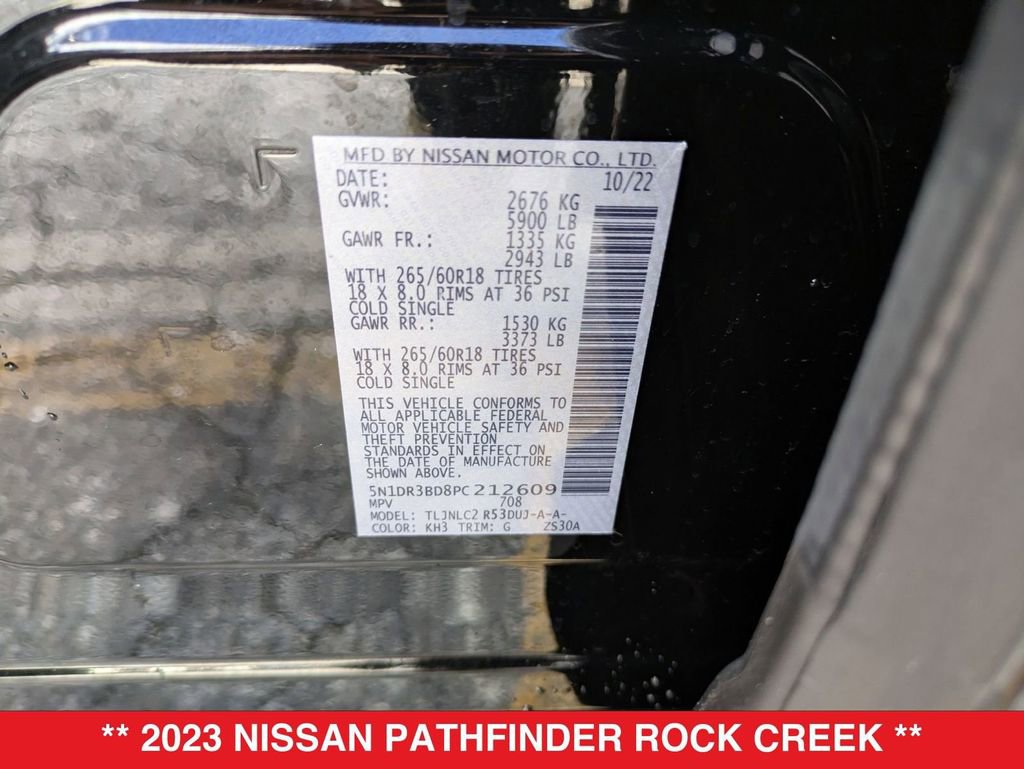 MFD BY NISSAN MOTOR CO., LTD.
DATE: 10/22
GVWR: 2676 KG
5900 LB
GAWR FR.: 1335 KG
2943 LB
WITH 265/60R18 TIRES
18 X 8.0 RIMS AT 36 PSI
COLD SINGLE
GAWR RR.: 1530 KG
3373 LB
WITH 265/60R18 TIRES
18 X 8.0 RIMS AT 36 PSI
COLD SINGLE
THIS VEHICLE CONFORMS TO
ALL APPLICABLE FEDERAL
MOTOR VEHICLE SAFETY AND
THEFT PREVENTION
STANDARDS IN EFFECT ON
THE DATE OF MANUFACTURE
SHOWN ABOVE.
5N1DR3BD8PC212609
MPV 708
MODEL: TLJNLC2 R53DUJ-A-A-
COLOR: KH3 TRIM: G ZS30A
** 2023 NISSAN PATHFINDER ROCK CREEK **